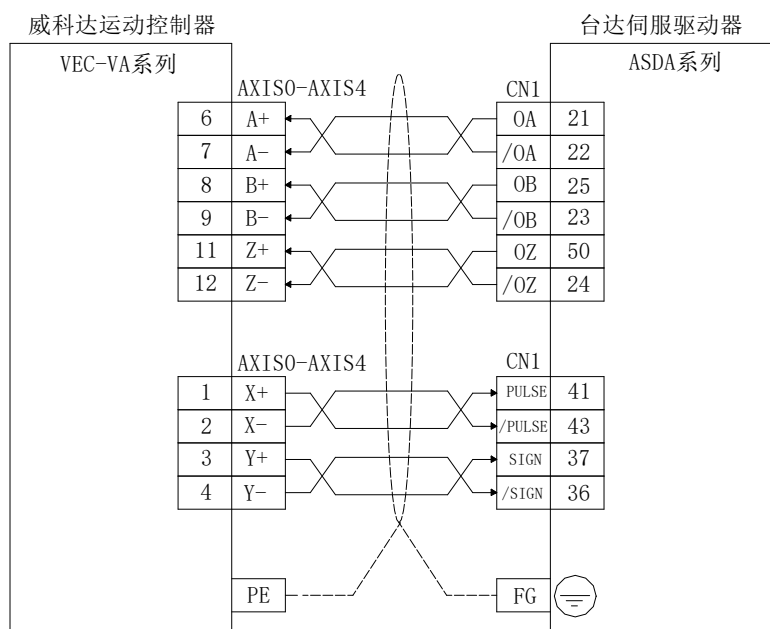 威科达运动控制器 台达伺服驱动器
VEC-VA系列 ASDA系列
AXIS0-AXIS4 CN1
6 A+ OA 21
7 A- /OA 22
8 B+ OB 25
9 B- /OB 23
11 Z+ OZ 50
12 Z- /OZ 24
AXIS0-AXIS4 CN1
1 X+ PULSE 41
2 X- /PULSE 43
3 Y+ SIGN 37
4 Y- /SIGN 36
PE FG